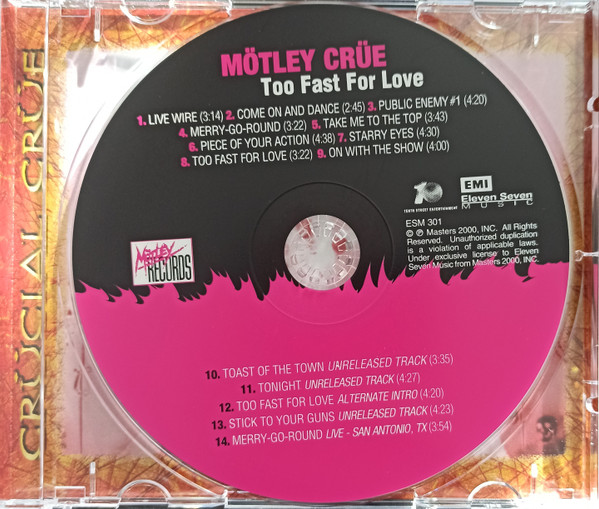 CRÜCIAL CRÜE
MÖTLEY CRÜE
Too Fast For Love
1. LIVE WIRE (3:14) 2. COME ON AND DANCE (2:45) 3. PUBLIC ENEMY #1 (4:20)
4. MERRY-GO-ROUND (3:22) 5. TAKE ME TO THE TOP (3:43)
6. PIECE OF YOUR ACTION (4:38) 7. STARRY EYES (4:30)
8. TOO FAST FOR LOVE (3:22) 9. ON WITH THE SHOW (4:00)
10
TENTH STREET ENTERTAINMENT
EMI
Eleven Seven
MUSIC
ESM 301
© ℗ Masters 2000, INC. All Rights
Reserved. Unauthorized duplication
is a violation of applicable laws.
Under exclusive license to Eleven
Seven Music from Masters 2000, INC.
MÖTLEY
RECORDS
10. TOAST OF THE TOWN UNRELEASED TRACK (3:35)
11. TONIGHT UNRELEASED TRACK (4:27)
12. TOO FAST FOR LOVE ALTERNATE INTRO (4:20)
13. STICK TO YOUR GUNS UNRELEASED TRACK (4:23)
14. MERRY-GO-ROUND LIVE - SAN ANTONIO, TX (3:54)